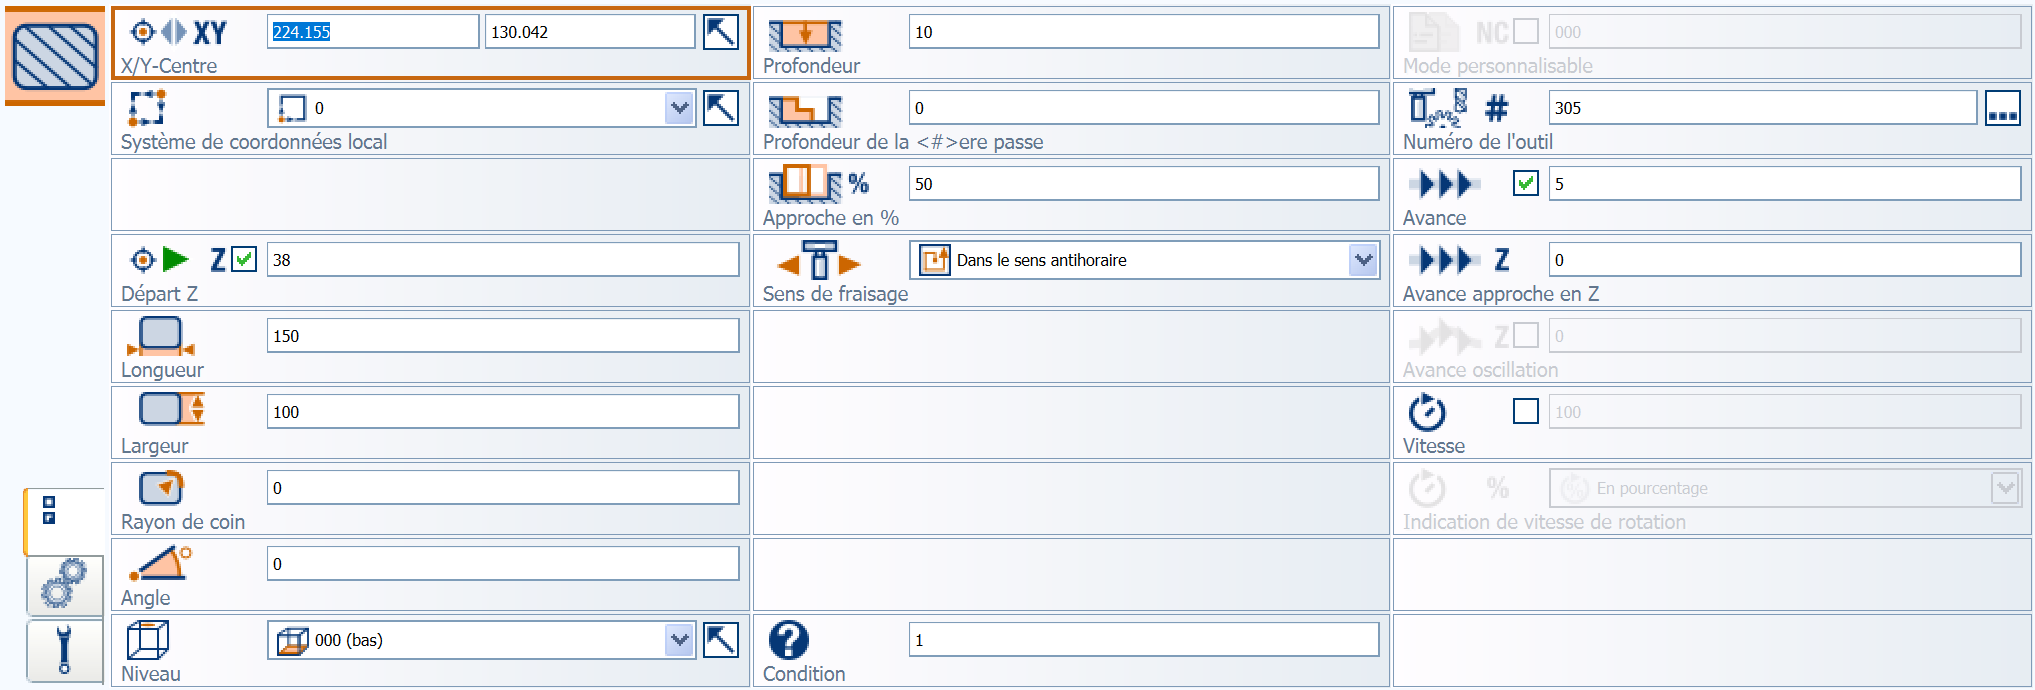 XY 224.155 130.042
X/Y-Centre
10
Profondeur
NC 000
Mode personnalisable
0
Système de coordonnées local
0
Profondeur de la <#>ere passe
# 305 ...
Numéro de l'outil
% 50
Approche en %
5
Avance
Z 38
Départ Z
Dans le sens antihoraire
Sens de fraisage
Z 0
Avance approche en Z
150
Longueur
Z 0
Avance oscillation
100
Largeur
100
Vitesse
0
Rayon de coin
% En pourcentage
Indication de vitesse de rotation
0
Angle
000 (bas)
Niveau
? 1
Condition